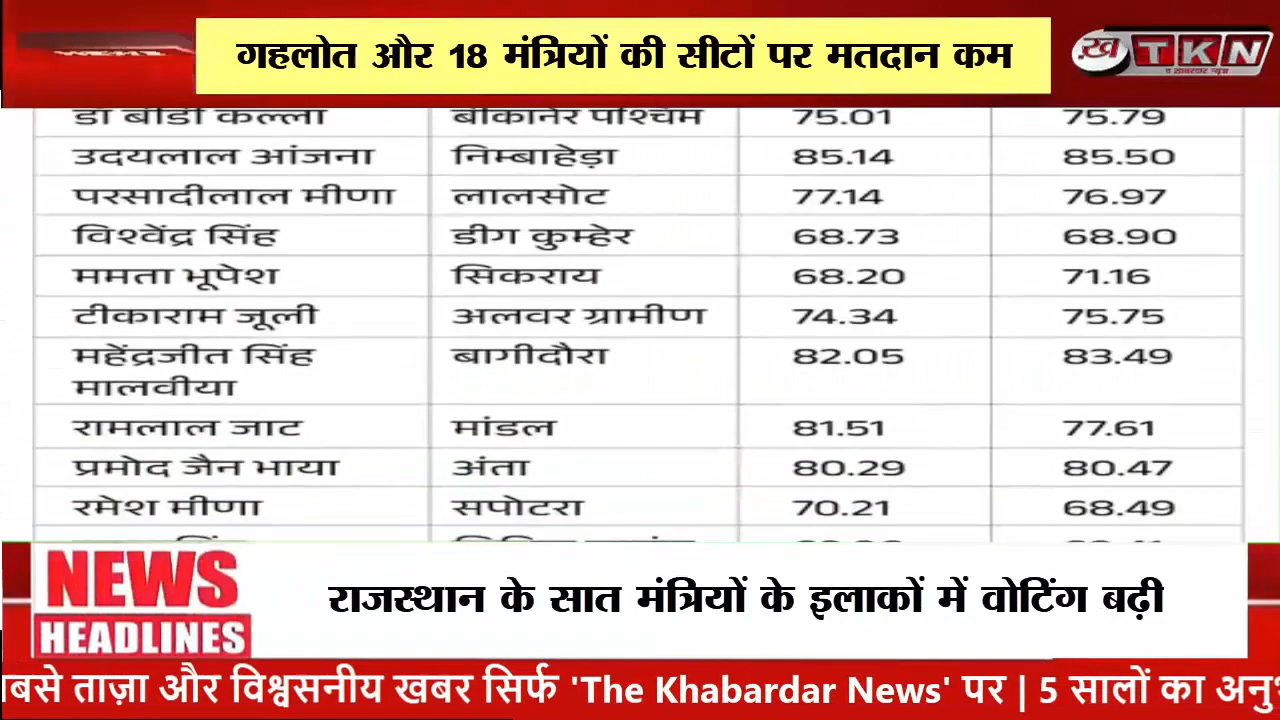 गहलोत और 18 मंत्रियों की सीटों पर मतदान कम
ख़ TKN
द खबरदार न्यूज
डा बीडी कल्ला बीकानेर पश्चिम 75.01 75.79
उदयलाल आंजना निम्बाहेड़ा 85.14 85.50
परसादीलाल मीणा लालसोट 77.14 76.97
विश्वेंद्र सिंह डीग कुम्हेर 68.73 68.90
ममता भूपेश सिकराय 68.20 71.16
टीकाराम जूली अलवर ग्रामीण 74.34 75.75
महेंद्रजीत सिंह बागीदौरा 82.05 83.49
मालवीया
रामलाल जाट मांडल 81.51 77.61
प्रमोद जैन भाया अंता 80.29 80.47
रमेश मीणा सपोटरा 70.21 68.49
NEWS
HEADLINES
राजस्थान के सात मंत्रियों के इलाकों में वोटिंग बढ़ी
ताज़ा और विश्वसनीय खबर सिर्फ 'The Khabardar News' पर | 5 सालों का